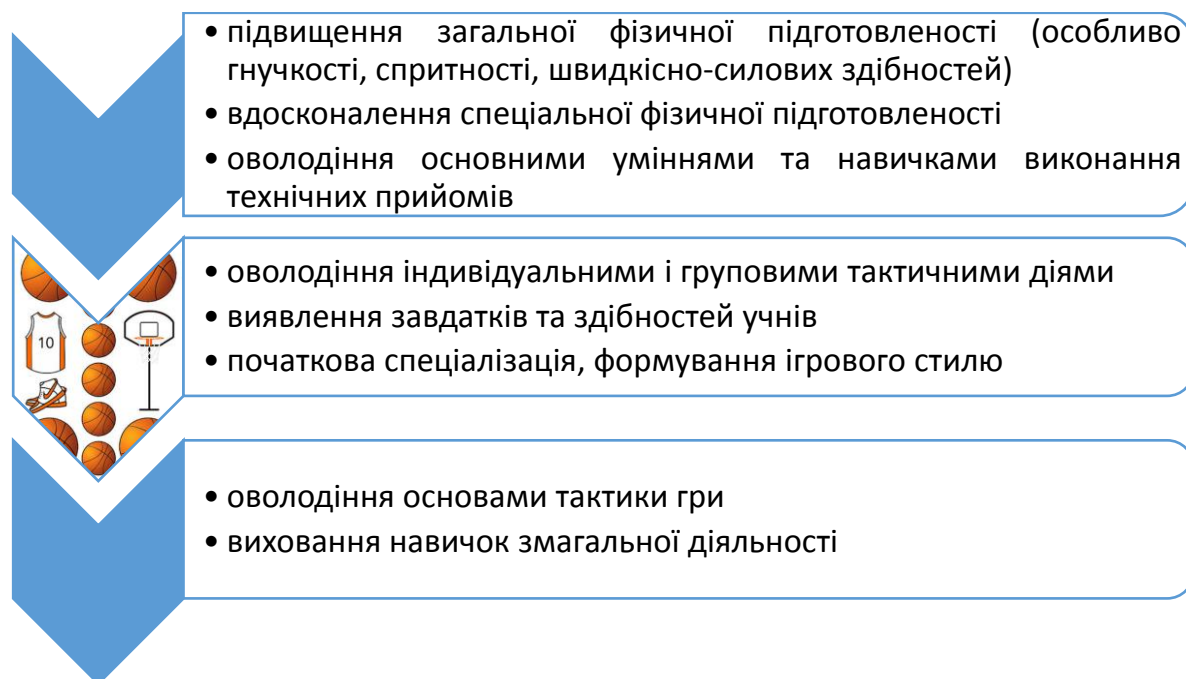 • підвищення загальної фізичної підготовленості (особливо
гнучкості, спритності, швидкісно-силових здібностей)
• вдосконалення спеціальної фізичної підготовленості
• оволодіння основними уміннями та навичками виконання
технічних прийомів
10
• оволодіння індивідуальними і груповими тактичними діями
• виявлення завдатків та здібностей учнів
• початкова спеціалізація, формування ігрового стилю
• оволодіння основами тактики гри
• виховання навичок змагальної діяльності